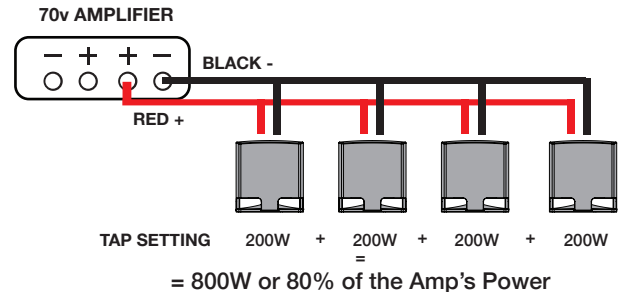 70v AMPLIFIER
− + + −
BLACK -
RED +
TAP SETTING 200W + 200W + 200W + 200W
=
= 800W or 80% of the Amp's Power